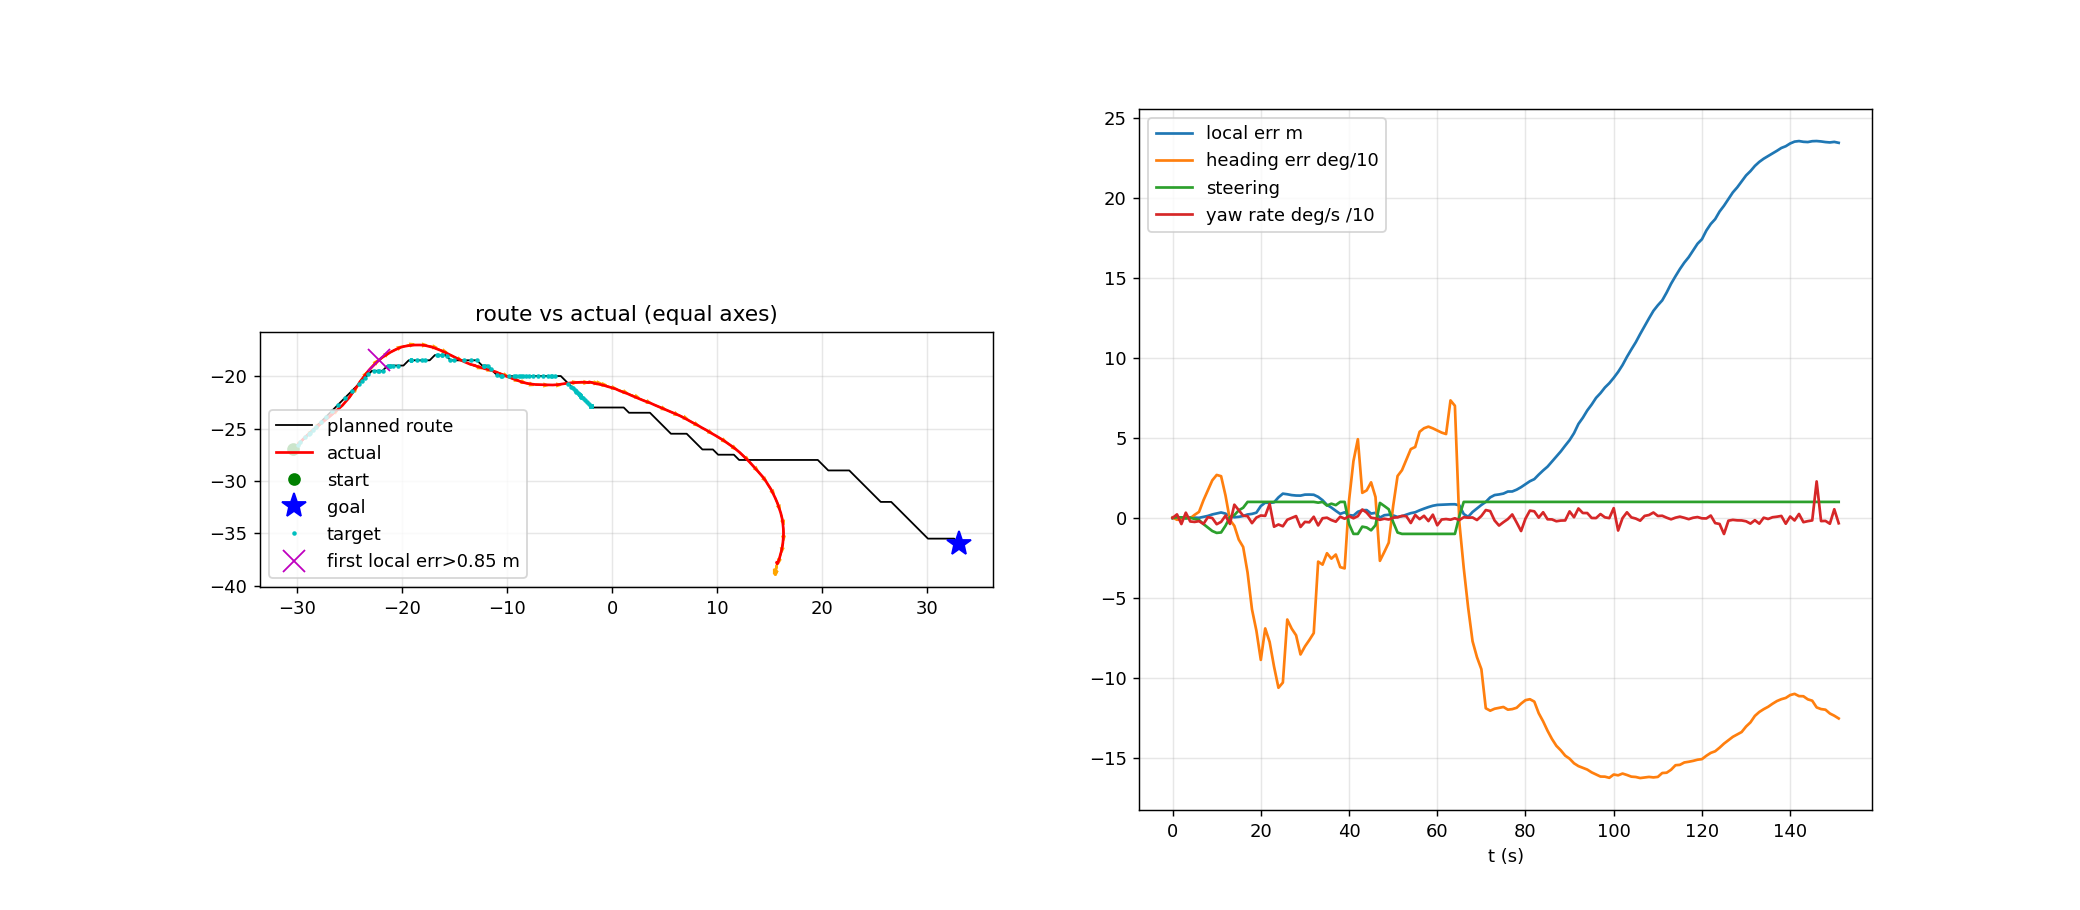 route vs actual (equal axes)
−20
−25
−30
−35
−40
planned route
actual
start
goal
target
first local err>0.85 m
−30
−20
−10
0
10
20
30
25
20
15
10
5
0
−5
−10
−15
local err m
heading err deg/10
steering
yaw rate deg/s /10
0
20
40
60
80
100
120
140
t (s)